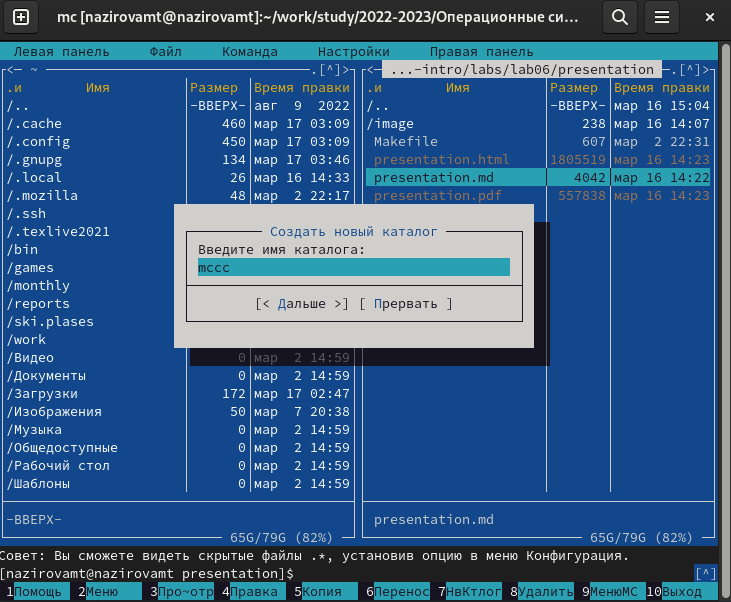 mc [nazirovamt@nazirovamt]:~/work/study/2022-2023/Операционные си...
Левая панель Файл Команда Настройки Правая панель
<— ~ .[^]> <— ...-intro/labs/lab06/presentation .[^]>
.и Имя Размер Время правки .и Имя Размер Время правки
/.. -ВВЕРХ- авг 9 2022 /.. -ВВЕРХ- мар 16 15:04
/.cache 460 мар 17 03:09 /image 238 мар 16 14:07
/.config 450 мар 17 03:09 Makefile 607 мар 2 22:31
/.gnupg 134 мар 17 03:46 presentation.html 1805519 мар 16 14:23
/.local 26 мар 16 14:33 presentation.md 4042 мар 16 14:22
/.mozilla 48 мар 2 22:17 presentation.pdf 557838 мар 16 14:23
/.ssh
Создать новый каталог
/.texlive2021
/bin Введите имя каталога:
/games mccc
/monthly
/reports [< Дальше >] [ Прервать ]
/ski.plases
/work
/Видео 0 мар 2 14:59
/Документы 0 мар 2 14:59
/Загрузки 172 мар 17 02:47
/Изображения 50 мар 7 20:38
/Музыка 0 мар 2 14:59
/Общедоступные 0 мар 2 14:59
/Рабочий стол 0 мар 2 14:59
/Шаблоны 0 мар 2 14:59
-ВВЕРХ- presentation.md
65G/79G (82%) 65G/79G (82%)
Совет: Вы сможете видеть скрытые файлы .*, установив опцию в меню Конфигурация.
[nazirovamt@nazirovamt presentation]$ [^]
1Помощь 2Меню 3Про~отр 4Правка 5Копия 6Перенос 7НвКтлог 8Удалить 9МенюМС 10Выход